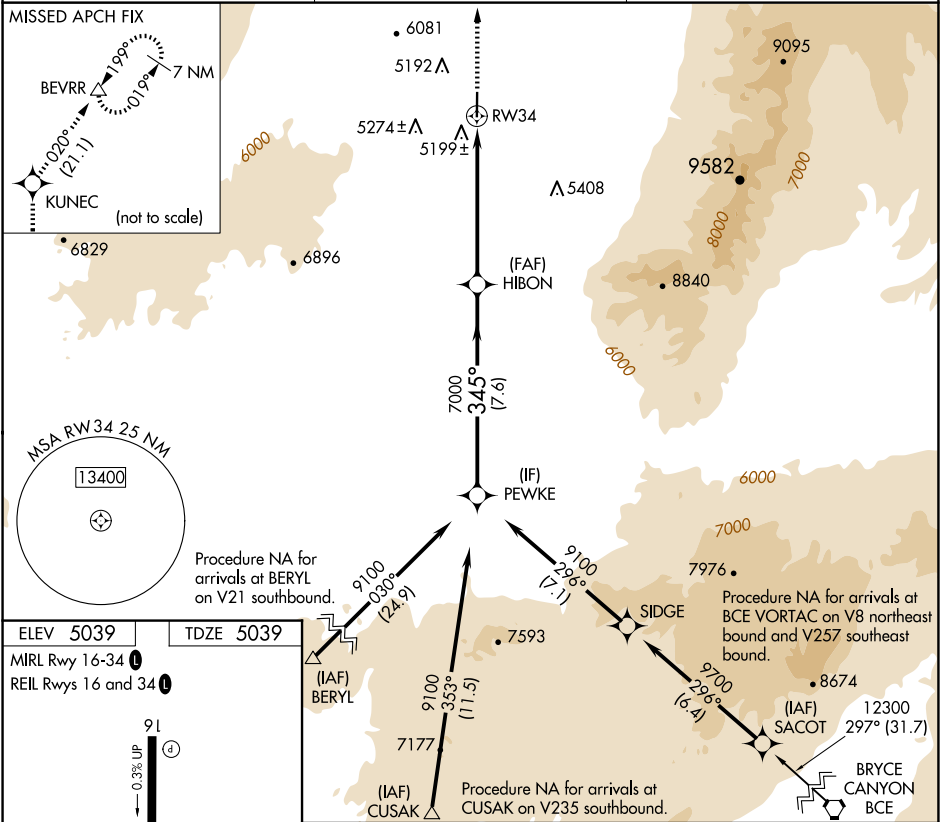 MISSED APCH FIX
BEVRR
199°
019°
7 NM
020°
(21.1)
KUNEC
(not to scale)
6081
5192
RW34
5274±
5199±
5408
9095
9582
7000
8000
6000
6829
6896
8840
6000
(FAF)
HIBON
7000
345°
(7.6)
(IF)
PEWKE
MSA RW34 25 NM
13400
6000
7000
7976
Procedure NA for
arrivals at BERYL
on V21 southbound.
9100
030°
(24.9)
9100
296°
(7.1)
SIDGE
Procedure NA for arrivals at
BCE VORTAC on V8 northeast
bound and V257 southeast
bound.
ELEV 5039
TDZE 5039
MIRL Rwy 16-34 L
REIL Rwys 16 and 34 L
(IAF)
BERYL
7593
9100
353°
(11.5)
9700
296°
(6.4)
8674
(IAF)
SACOT
12300
297° (31.7)
7177
16
P
0.3% UP
(IAF)
CUSAK
Procedure NA for arrivals at
CUSAK on V235 southbound.
BRYCE
CANYON
BCE